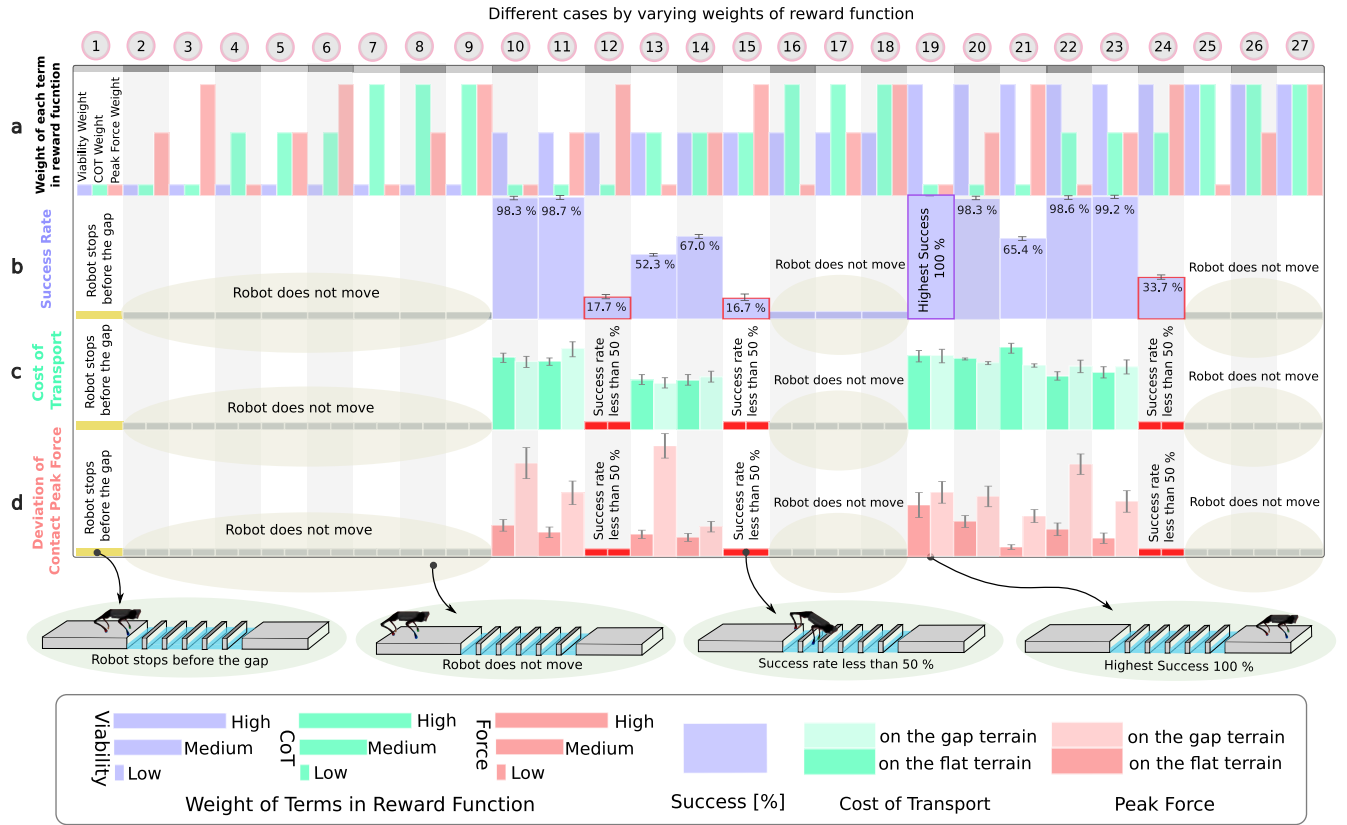 Different cases by varying weights of reward function
1 2 3 4 5 6 7 8 9 10 11 12 13 14 15 16 17 18 19 20 21 22 23 24 25 26 27
a
Weight of each term
in reward fucntion
Viability Weight
COT Weight
Peak Force Weight
b
Success Rate
Robot stops
before the gap
Robot does not move
98.3 %
98.7 %
17.7 %
52.3 %
67.0 %
16.7 %
Robot does not move
Highest Success
100 %
98.3 %
65.4 %
98.6 %
99.2 %
33.7 %
Robot does not move
c
Cost of
Transport
Robot stops
before the gap
Robot does not move
Success rate
less than 50 %
Success rate
less than 50 %
Robot does not move
Success rate
less than 50 %
Robot does not move
d
Deviation of
Contact Peak Force
Robot stops
before the gap
Robot does not move
Success rate
less than 50 %
Success rate
less than 50 %
Robot does not move
Success rate
less than 50 %
Robot does not move
Robot stops before the gap
Robot does not move
Success rate less than 50 %
Highest Success 100 %
Viability
High
Medium
Low
CoT
High
Medium
Low
Force
High
Medium
Low
Weight of Terms in Reward Function
Success [%]
on the gap terrain
on the flat terrain
Cost of Transport
on the gap terrain
on the flat terrain
Peak Force